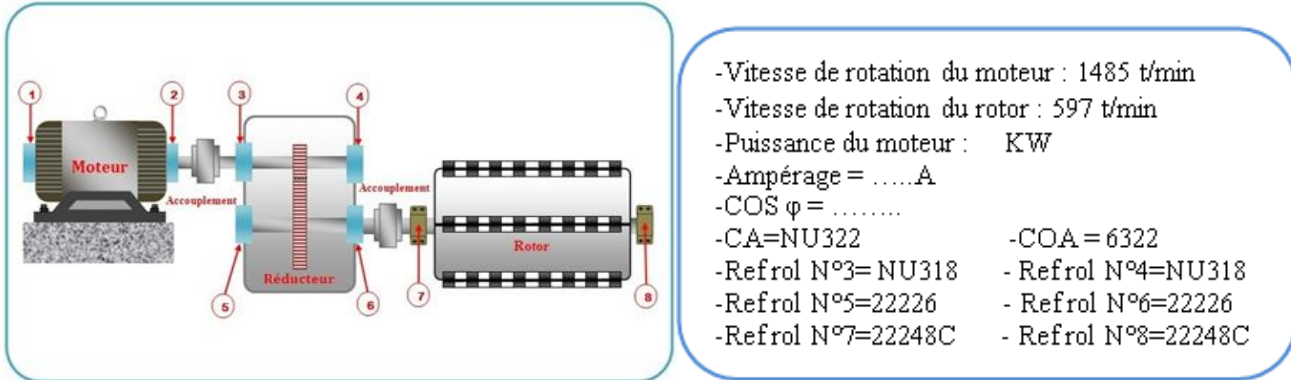 1
2
3
4
Moteur
Accouplement
Accouplement
Rotor
Réducteur
5
6
7
8
-Vitesse de rotation du moteur : 1485 t/min
-Vitesse de rotation du rotor : 597 t/min
-Puissance du moteur : KW
-Ampérage = .....A
-COS φ = ........
-CA=NU322 -COA = 6322
-Refrol N°3= NU318 - Refrol N°4=NU318
-Refrol N°5=22226 - Refrol N°6=22226
-Refrol N°7=22248C - Refrol N°8=22248C